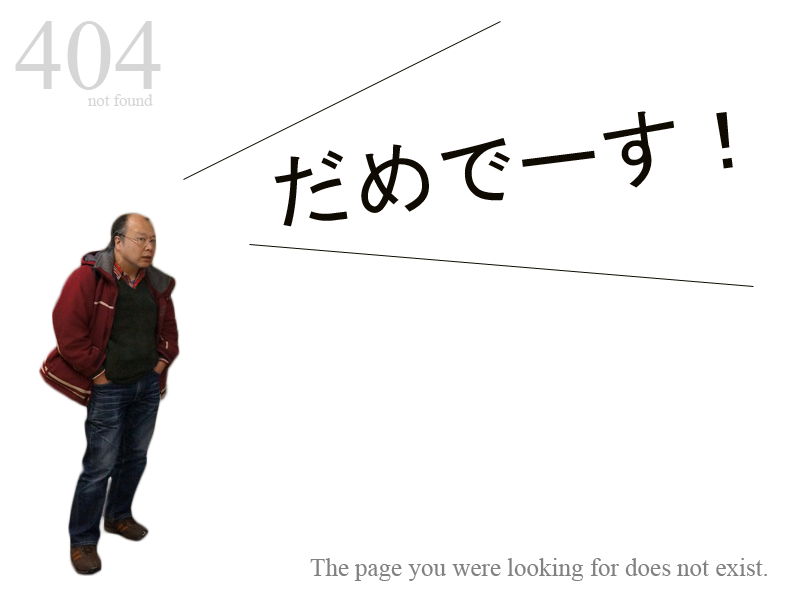 404
not found
だめでーす！
The page you were looking for does not exist.